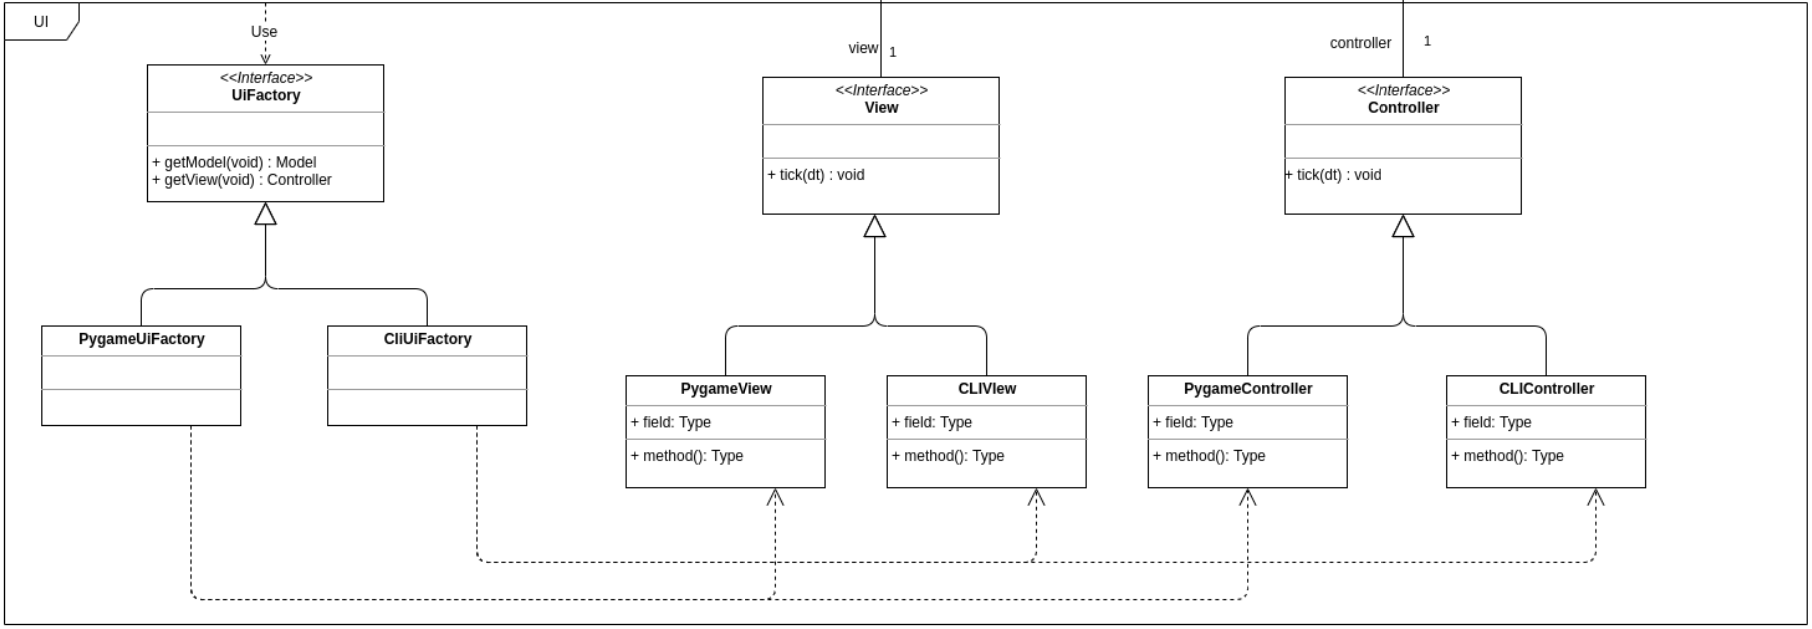 UI
Use
<<Interface>>
UiFactory
+ getModel(void) : Model
+ getView(void) : Controller
view
1
<<Interface>>
View
+ tick(dt) : void
controller
1
<<Interface>>
Controller
+ tick(dt) : void
PygameUiFactory
CliUiFactory
PygameView
+ field: Type
+ method(): Type
CLIVIew
+ field: Type
+ method(): Type
PygameController
+ field: Type
+ method(): Type
CLIController
+ field: Type
+ method(): Type